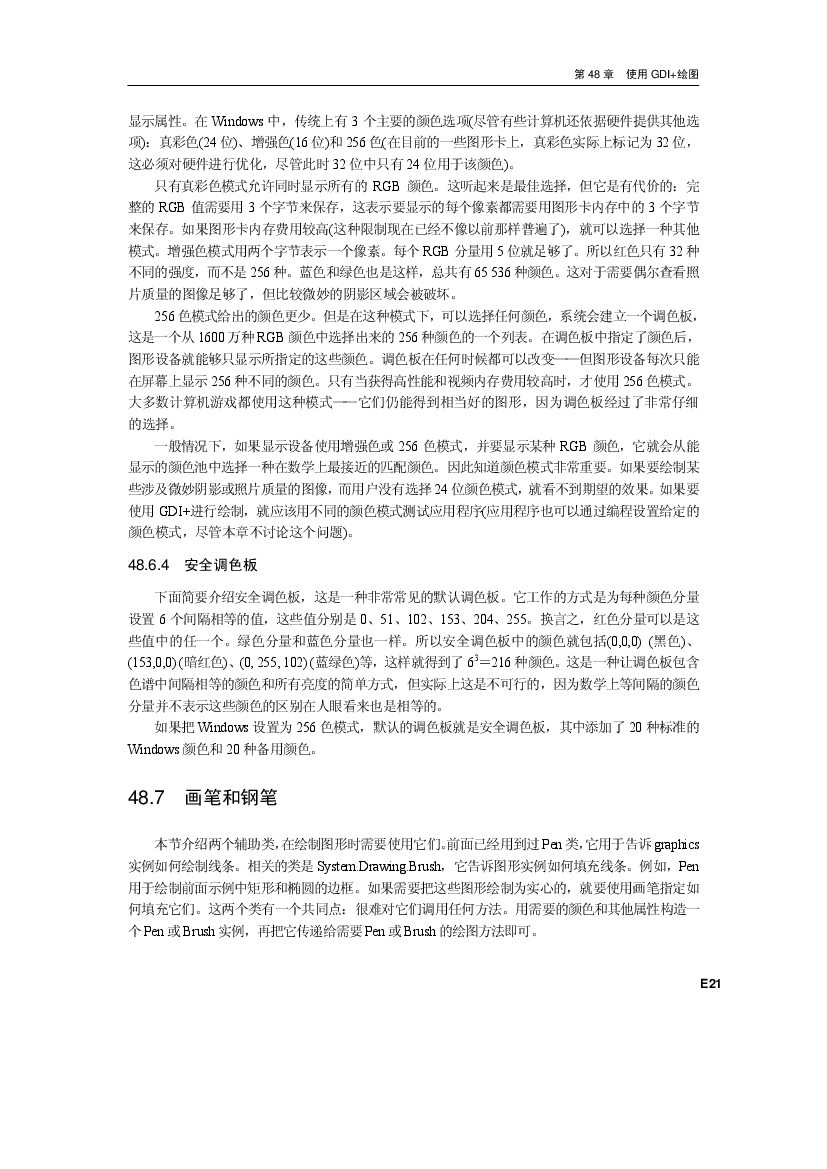 第 48 章 使用 GDI+绘图
显示属性。在 Windows 中，传统上有 3 个主要的颜色选项(尽管有些计算机还依据硬件提供其他选
项)：真彩色(24 位)、增强色(16 位)和 256 色(在目前的一些图形卡上，真彩色实际上标记为 32 位，
这必须对硬件进行优化，尽管此时 32 位中只有 24 位用于该颜色)。
只有真彩色模式允许同时显示所有的 RGB 颜色。这听起来是最佳选择，但它是有代价的：完
整的 RGB 值需要用 3 个字节来保存，这表示要显示的每个像素都需要用图形卡内存中的 3 个字节
来保存。如果图形卡内存费用较高(这种限制现在已经不像以前那样普遍了)，就可以选择一种其他
模式。增强色模式用两个字节表示一个像素。每个 RGB 分量用 5 位就足够了。所以红色只有 32 种
不同的强度，而不是 256 种。蓝色和绿色也是这样，总共有 65 536 种颜色。这对于需要偶尔查看照
片质量的图像足够了，但比较微妙的阴影区域会被破坏。
256 色模式给出的颜色更少。但是在这种模式下，可以选择任何颜色，系统会建立一个调色板，
这是一个从 1600 万种 RGB 颜色中选择出来的 256 种颜色的一个列表。在调色板中指定了颜色后，
图形设备就能够只显示所指定的这些颜色。调色板在任何时候都可以改变——但图形设备每次只能
在屏幕上显示 256 种不同的颜色。只有当获得高性能和视频内存费用较高时，才使用 256 色模式。
大多数计算机游戏都使用这种模式——它们仍能得到相当好的图形，因为调色板经过了非常仔细
的选择。
一般情况下，如果显示设备使用增强色或 256 色模式，并要显示某种 RGB 颜色，它就会从能
显示的颜色池中选择一种在数学上最接近的匹配颜色。因此知道颜色模式非常重要。如果要绘制某
些涉及微妙阴影或照片质量的图像，而用户没有选择 24 位颜色模式，就看不到期望的效果。如果要
使用 GDI+进行绘制，就应该用不同的颜色模式测试应用程序(应用程序也可以通过编程设置给定的
颜色模式，尽管本章不讨论这个问题)。
48.6.4 安全调色板
下面简要介绍安全调色板，这是一种非常常见的默认调色板。它工作的方式是为每种颜色分量
设置 6 个间隔相等的值，这些值分别是 0、51、102、153、204、255。换言之，红色分量可以是这
些值中的任一个。绿色分量和蓝色分量也一样。所以安全调色板中的颜色就包括(0,0,0) (黑色)、
(153,0,0) (暗红色)、(0, 255, 102) (蓝绿色)等，这样就得到了 6³＝216 种颜色。这是一种让调色板包含
色谱中间隔相等的颜色和所有亮度的简单方式，但实际上这是不可行的，因为数学上等间隔的颜色
分量并不表示这些颜色的区别在人眼看来也是相等的。
如果把 Windows 设置为 256 色模式，默认的调色板就是安全调色板，其中添加了 20 种标准的
Windows 颜色和 20 种备用颜色。
48.7 画笔和钢笔
本节介绍两个辅助类，在绘制图形时需要使用它们。前面已经用到过 Pen 类，它用于告诉 graphics
实例如何绘制线条。相关的类是 System.Drawing.Brush，它告诉图形实例如何填充线条。例如，Pen
用于绘制前面示例中矩形和椭圆的边框。如果需要把这些图形绘制为实心的，就要使用画笔指定如
何填充它们。这两个类有一个共同点：很难对它们调用任何方法。用需要的颜色和其他属性构造一
个 Pen 或 Brush 实例，再把它传递给需要 Pen 或 Brush 的绘图方法即可。
E21